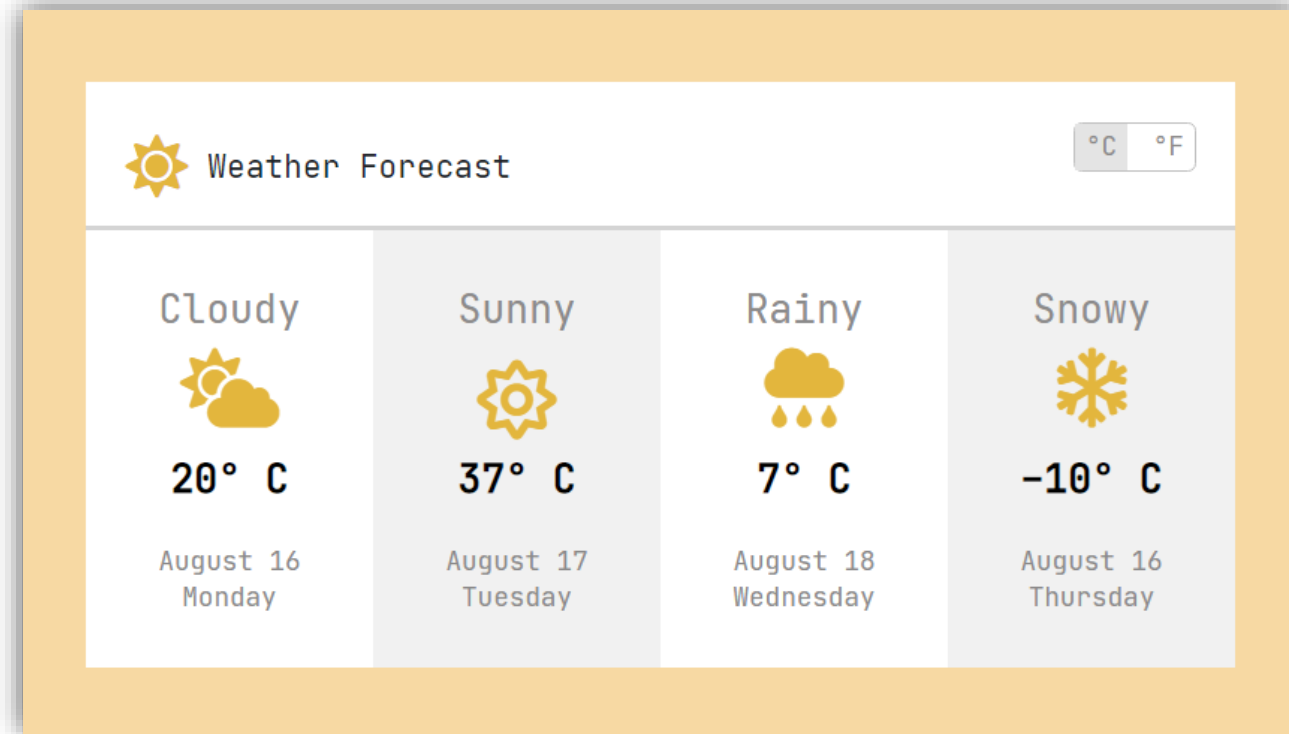 Weather Forecast
°C °F
Cloudy
20° C
August 16
Monday
Sunny
37° C
August 17
Tuesday
Rainy
7° C
August 18
Wednesday
Snowy
-10° C
August 16
Thursday